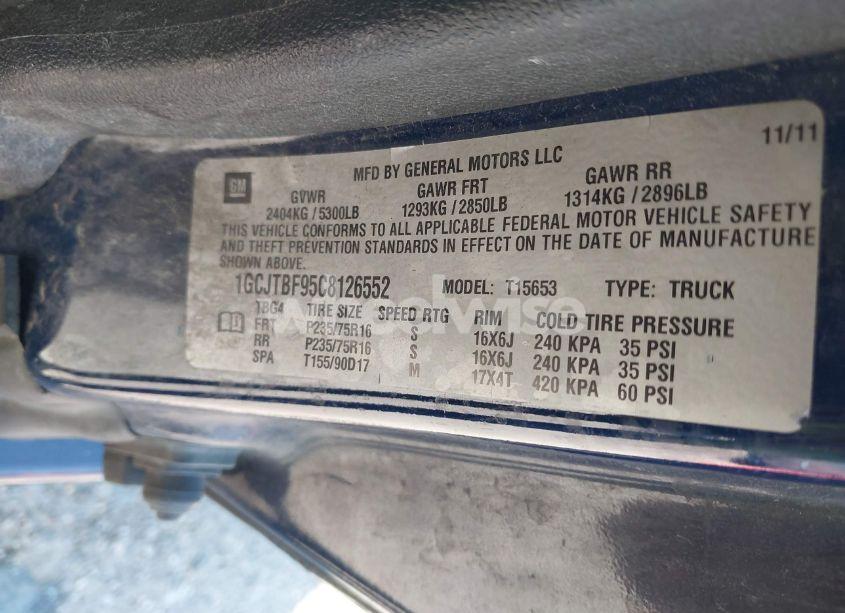 11/11
MFD BY GENERAL MOTORS LLC
GM
GVWR GAWR FRT GAWR RR
2404KG / 5300LB 1293KG / 2850LB 1314KG / 2896LB
THIS VEHICLE CONFORMS TO ALL APPLICABLE FEDERAL MOTOR VEHICLE SAFETY
AND THEFT PREVENTION STANDARDS IN EFFECT ON THE DATE OF MANUFACTURE
SHOWN ABOVE.
1GCJTBF95C8126552 MODEL: T15653 TYPE: TRUCK
TBG4 TIRE SIZE SPEED RTG RIM COLD TIRE PRESSURE
FRT P235/75R16 S 16X6J 240 KPA 35 PSI
RR P235/75R16 S 16X6J 240 KPA 35 PSI
SPA T155/90D17 M 17X4T 420 KPA 60 PSI